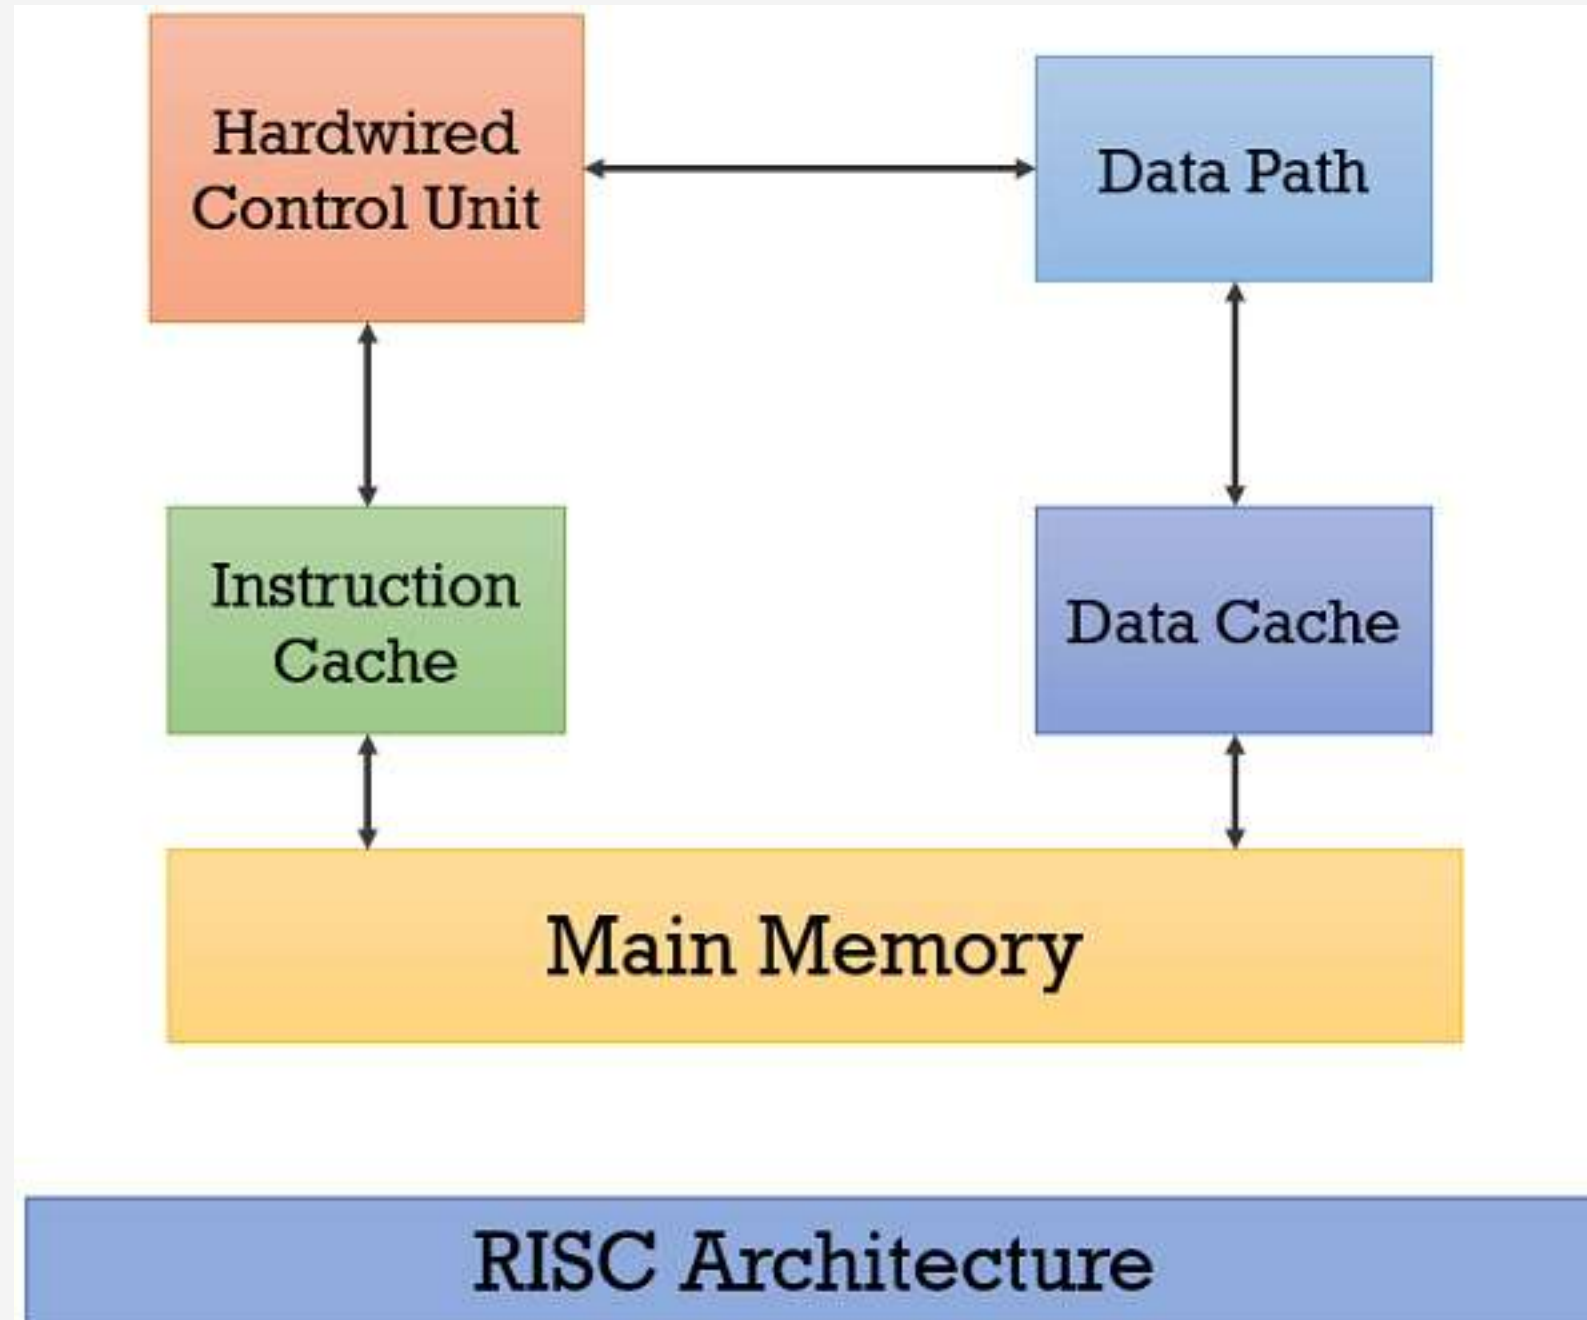 Hardwired
Control Unit
Data Path
Instruction
Cache
Data Cache
Main Memory
RISC Architecture